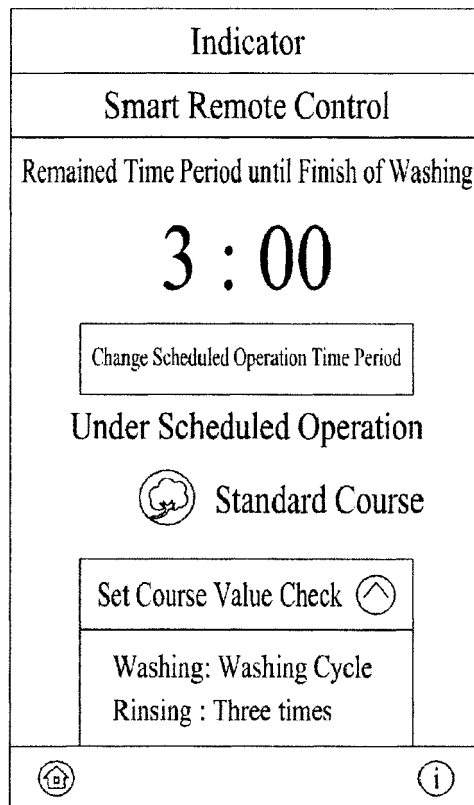 Indicator
Smart Remote Control
Remained Time Period until Finish of Washing
3 : 00
Change Scheduled Operation Time Period
Under Scheduled Operation
Standard Course
Set Course Value Check
Washing: Washing Cycle
Rinsing : Three times
i